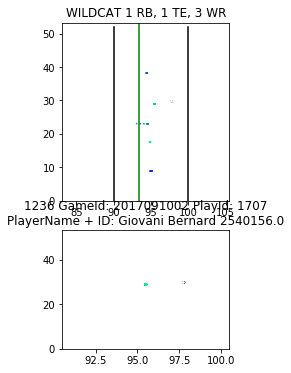 WILDCAT 1 RB, 1 TE, 3 WR
50
40
30
20
10
0
85 90 95 100 105
1236 GameId: 2017091002 PlayId: 1707
PlayerName + ID: Giovani Bernard 2540156.0
40
20
0
92.5 95.0 97.5 100.0